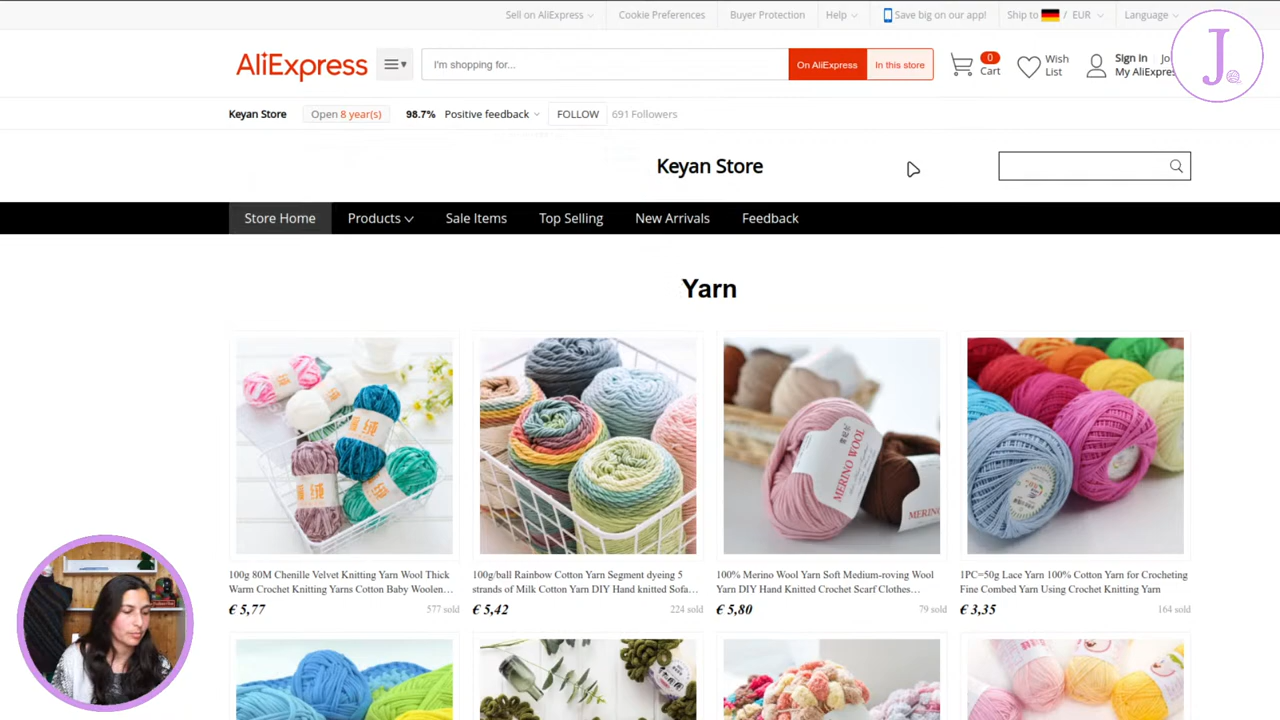 Sell on AliExpress
Cookie Preferences
Buyer Protection
Help
Save big on our app!
Ship to / EUR
Language
AliExpress
I'm shopping for...
On AliExpress
In this store
0
Cart
Wish
List
Sign In
Jo
My AliExpres
J
Keyan Store
Open 8 year(s)
98.7% Positive feedback
FOLLOW
691 Followers
Keyan Store
Store Home
Products
Sale Items
Top Selling
New Arrivals
Feedback
Yarn
MERINO WOOL
100g 80M Chenille Velvet Knitting Yarn Wool Thick
Warm Crochet Knitting Yarns Cotton Baby Woolen...
€ 5,77
577 sold
100g/ball Rainbow Cotton Yarn Segment dyeing 5
strands of Milk Cotton Yarn DIY Hand knitted Sofa...
€ 5,42
224 sold
100% Merino Wool Yarn Soft Medium-roving Wool
Yarn DIY Hand Knitted Crochet Scarf Clothes...
€ 5,80
79 sold
1PC=50g Lace Yarn 100% Cotton Yarn for Crocheting
Fine Combed Yarn Using Crochet Knitting Yarn
€ 3,35
164 sold